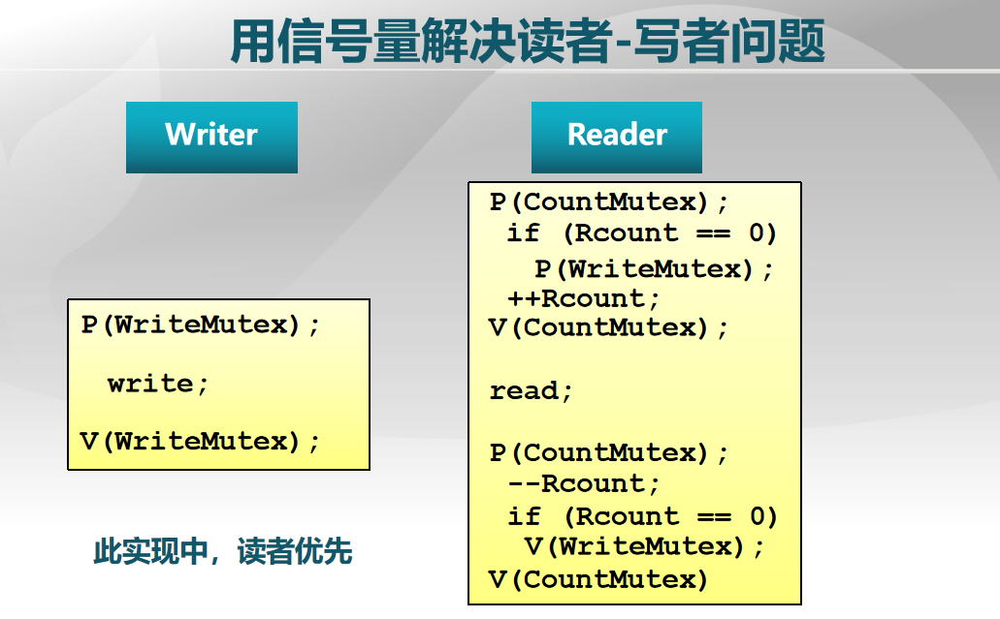 用信号量解决读者-写者问题
Writer
P(WriteMutex);
write;
V(WriteMutex);
此实现中，读者优先
Reader
P(CountMutex);
if (Rcount == 0)
P(WriteMutex);
++Rcount;
V(CountMutex);
read;
P(CountMutex);
--Rcount;
if (Rcount == 0)
V(WriteMutex);
V(CountMutex)